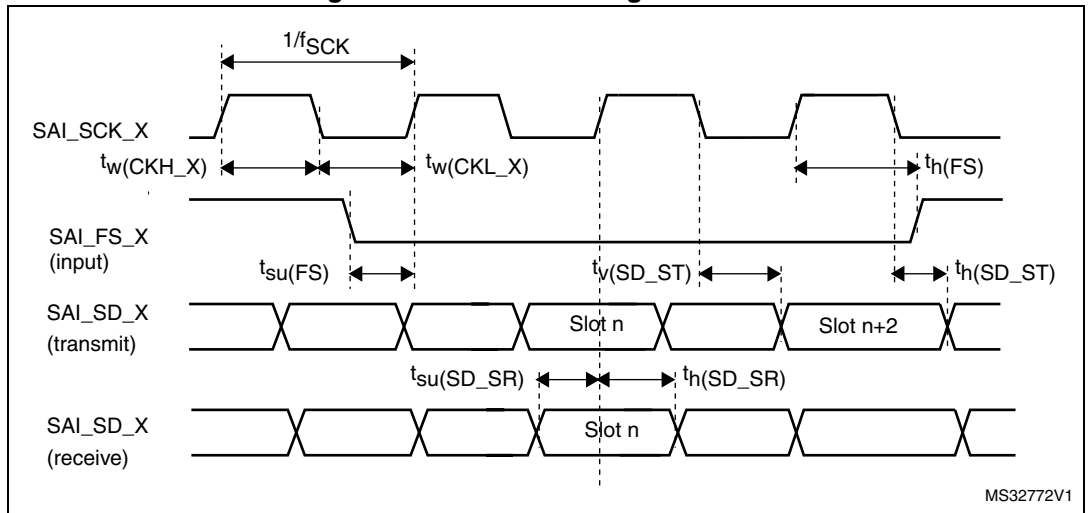 1/fSCK
SAI_SCK_X
tw(CKH_X)
tw(CKL_X)
th(FS)
SAI_FS_X
(input)
tsu(FS)
tv(SD_ST)
th(SD_ST)
SAI_SD_X
(transmit)
Slot n
Slot n+2
tsu(SD_SR)
th(SD_SR)
SAI_SD_X
(receive)
Slot n
MS32772V1